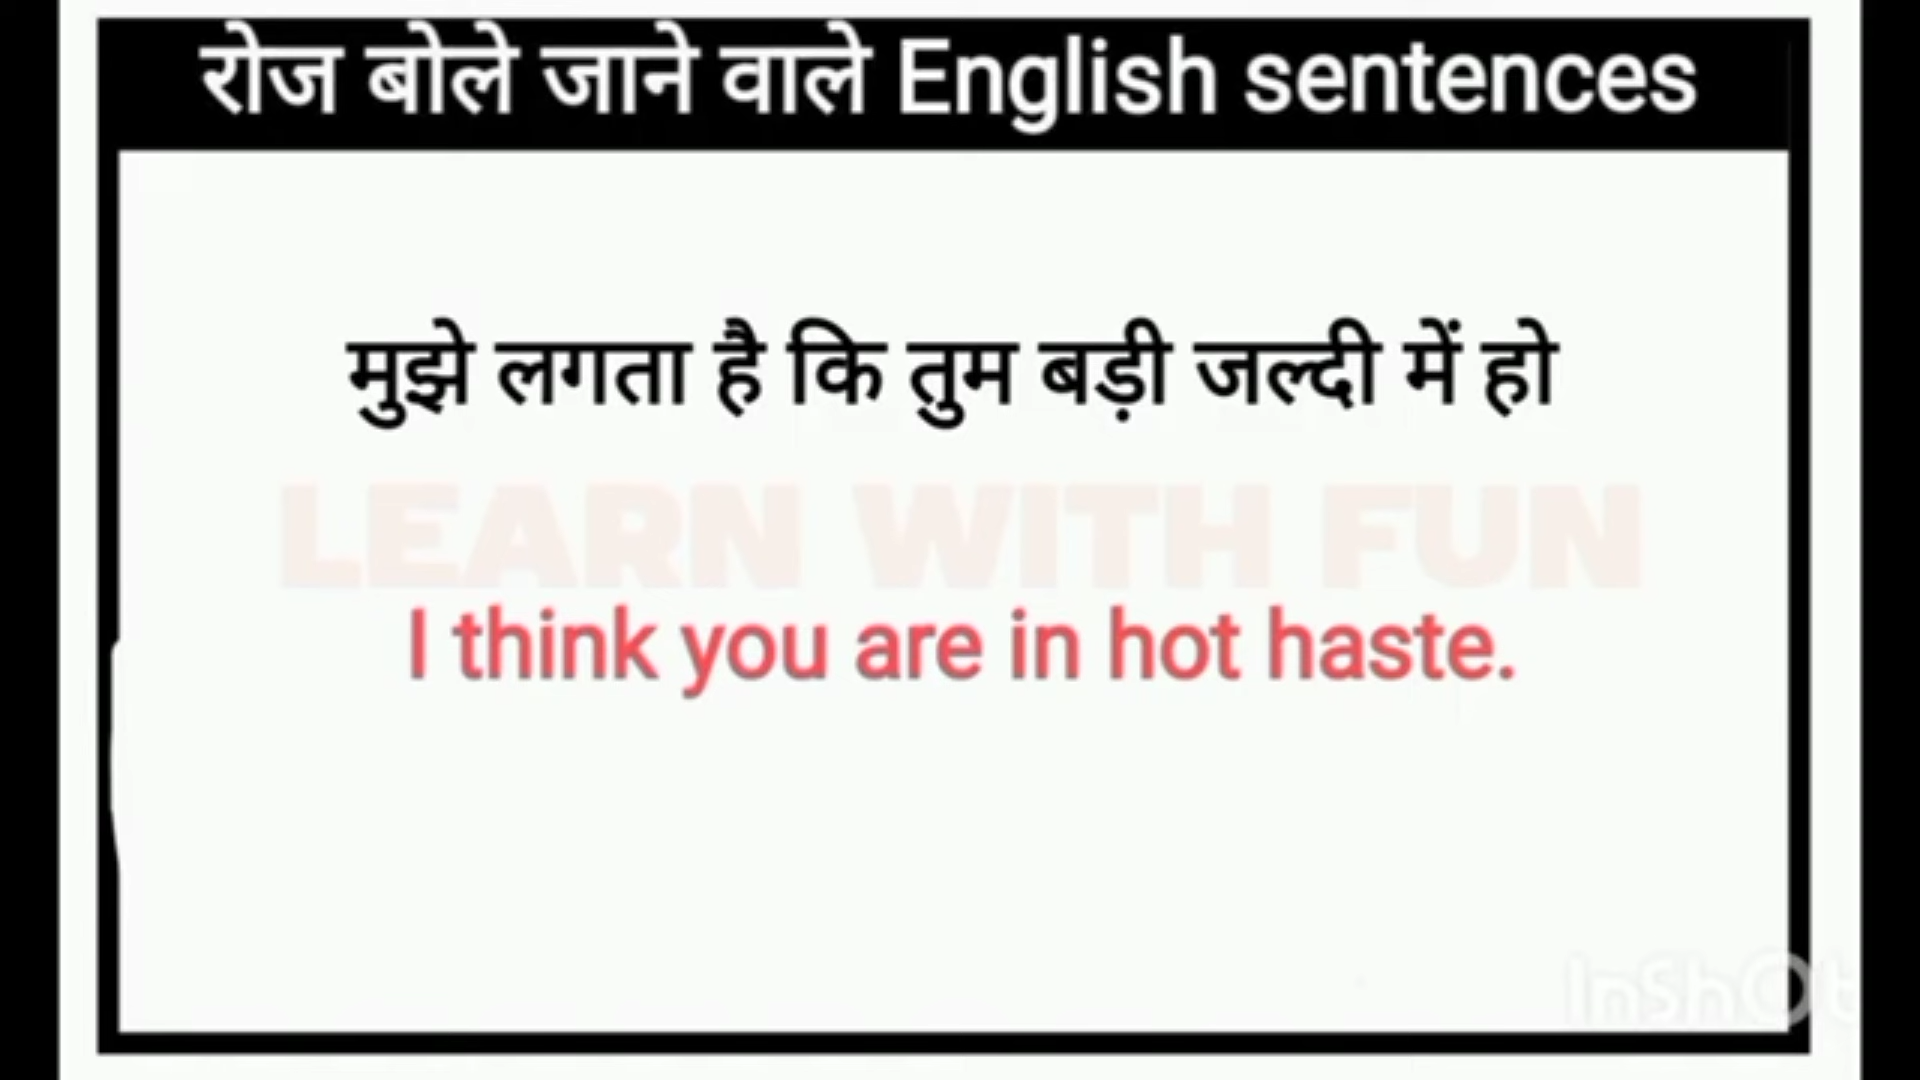 रोज बोले जाने वाले English sentences
मुझे लगता है कि तुम बड़ी जल्दी में हो
LEARN WITH FUN
I think you are in hot haste.
InShOt